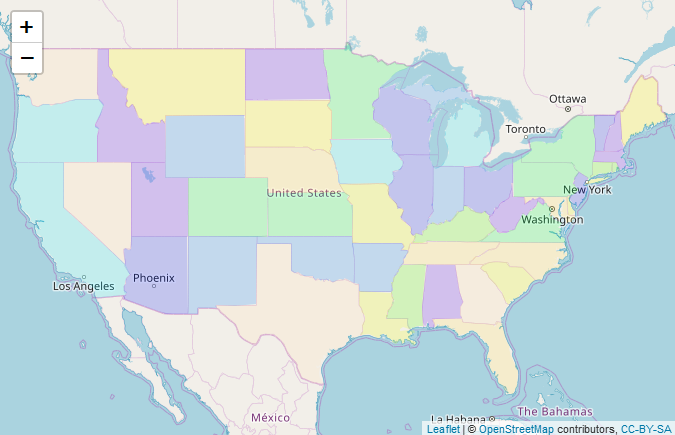 +
−
Ottawa
Toronto
United States
New York
Washington
Phoenix
Los Angeles
México
La Habana
The Bahamas
Leaflet | © OpenStreetMap contributors, CC-BY-SA